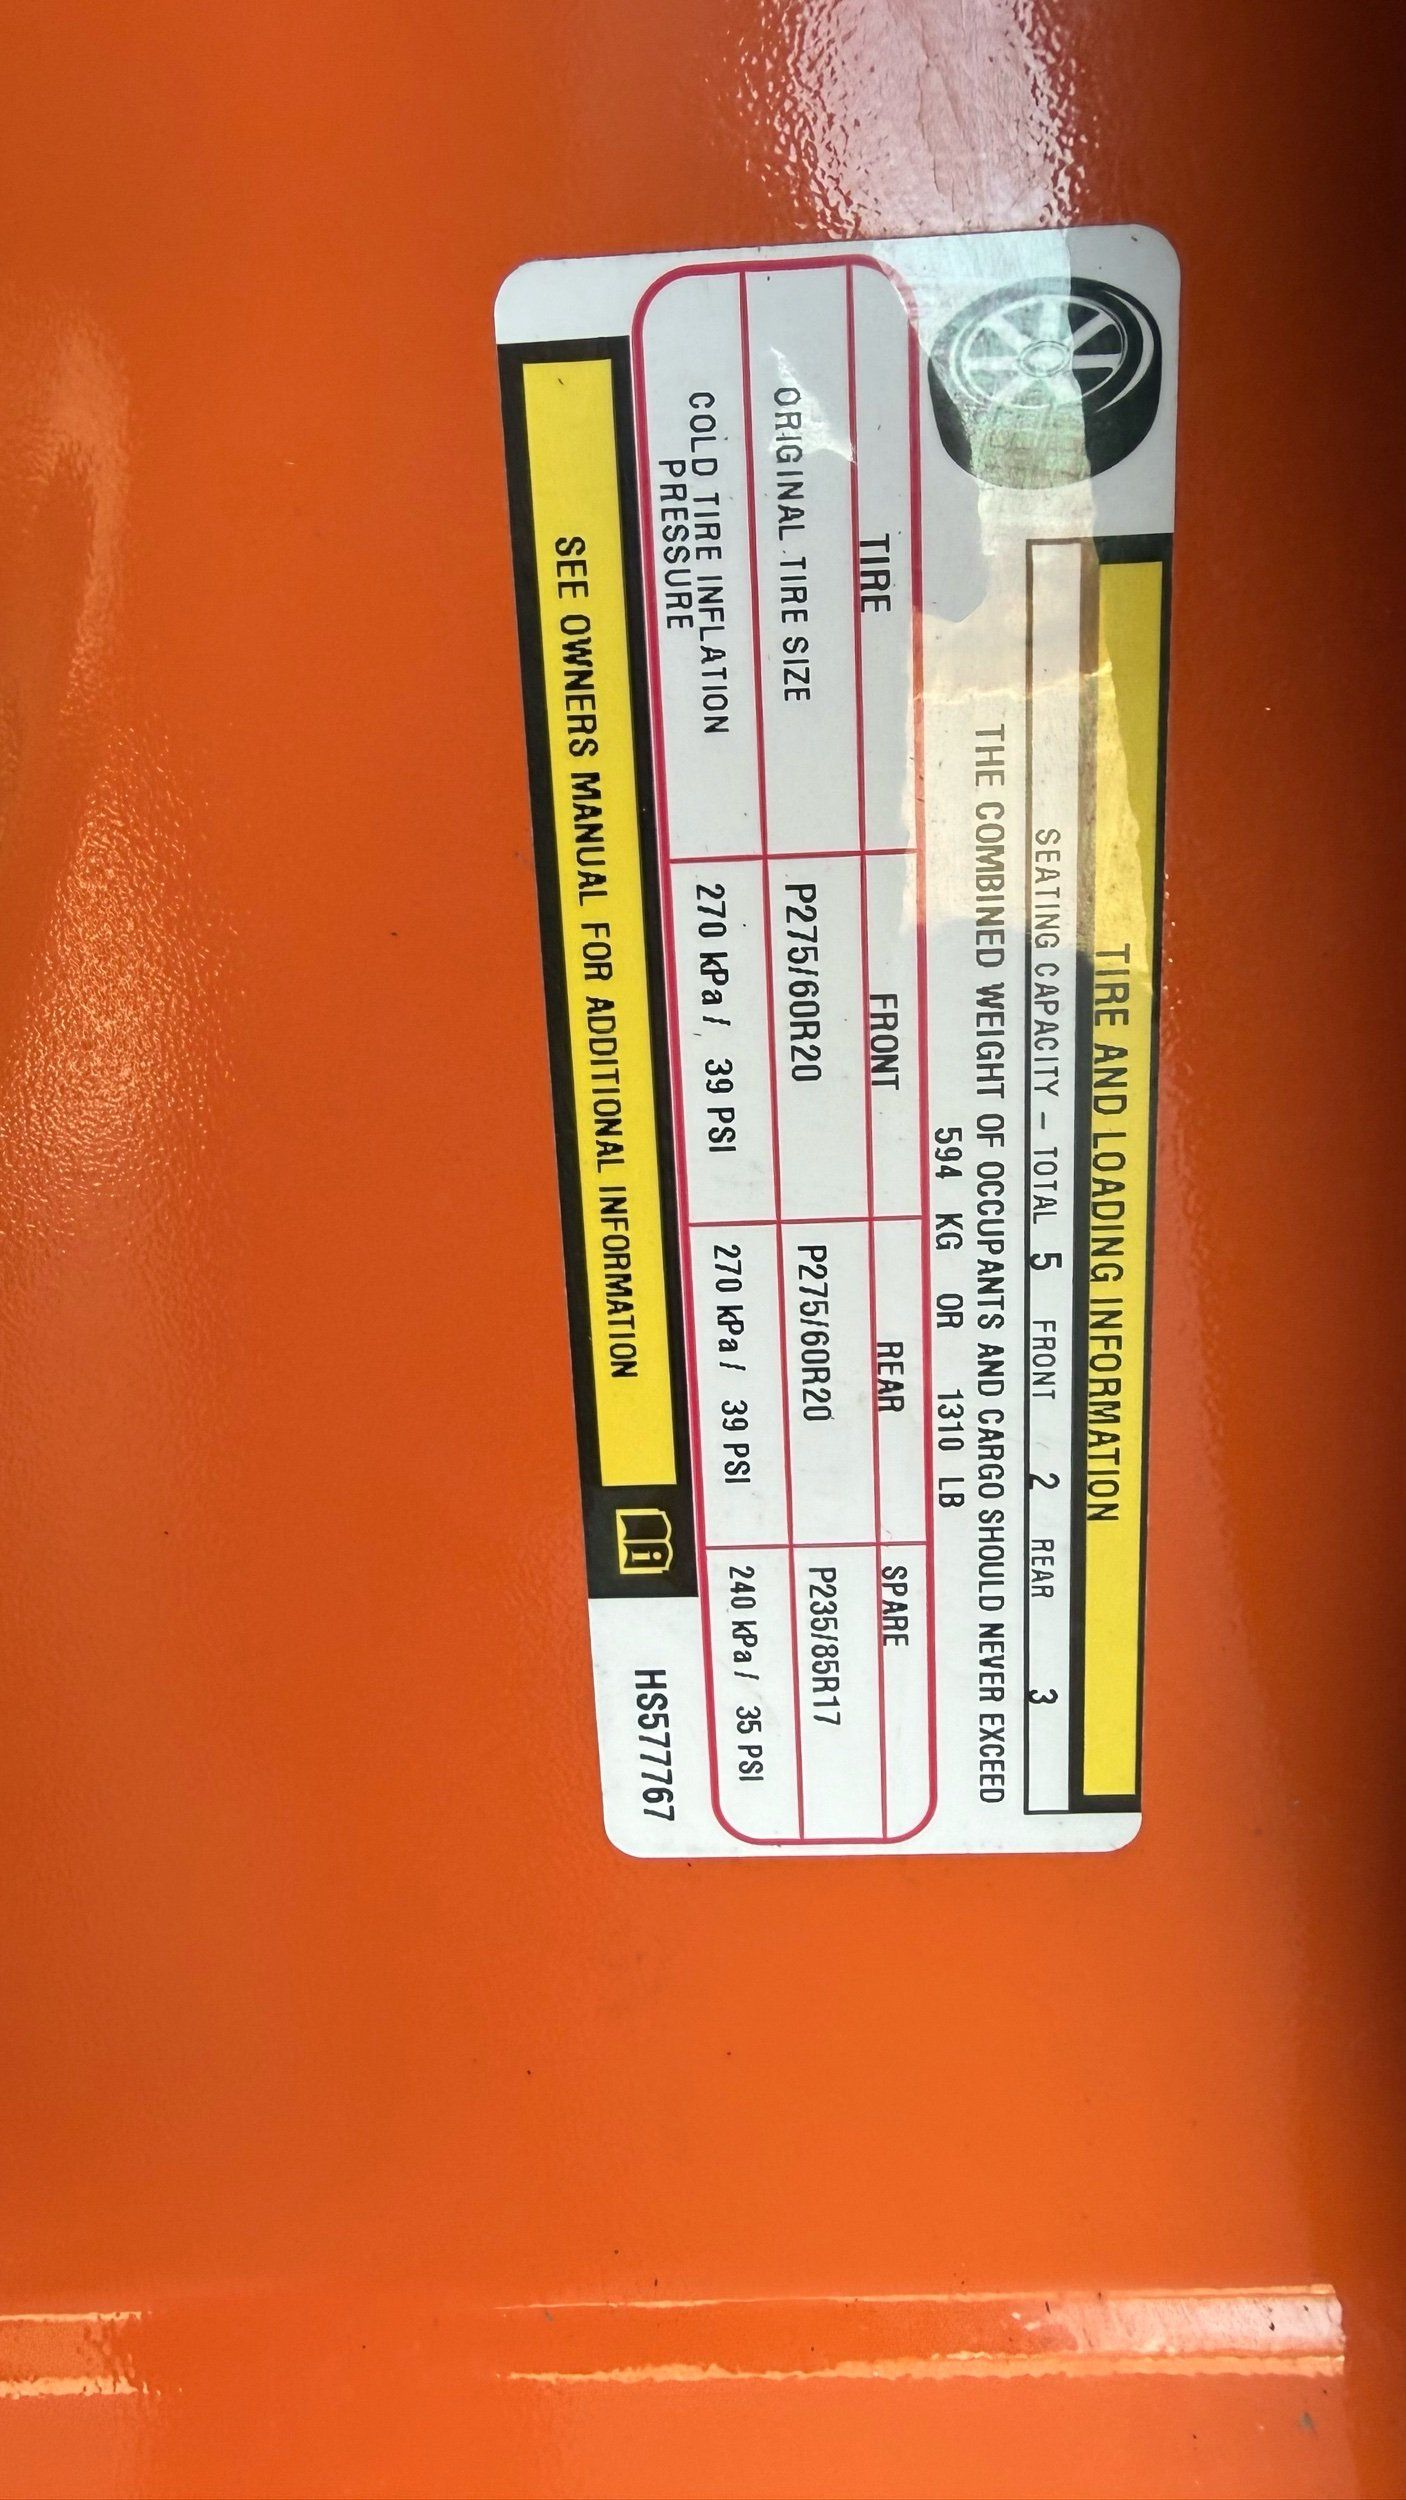 TIRE AND LOADING INFORMATION
SEATING CAPACITY – TOTAL 5 FRONT 2 REAR 3
THE COMBINED WEIGHT OF OCCUPANTS AND CARGO SHOULD NEVER EXCEED
594 KG OR 1310 LB
TIRE FRONT REAR SPARE
ORIGINAL TIRE SIZE P275/60R20 P275/60R20 P235/85R17
COLD TIRE INFLATION PRESSURE 270 kPa / 39 PSI 270 kPa / 39 PSI 240 kPa / 35 PSI
SEE OWNERS MANUAL FOR ADDITIONAL INFORMATION
HS577767